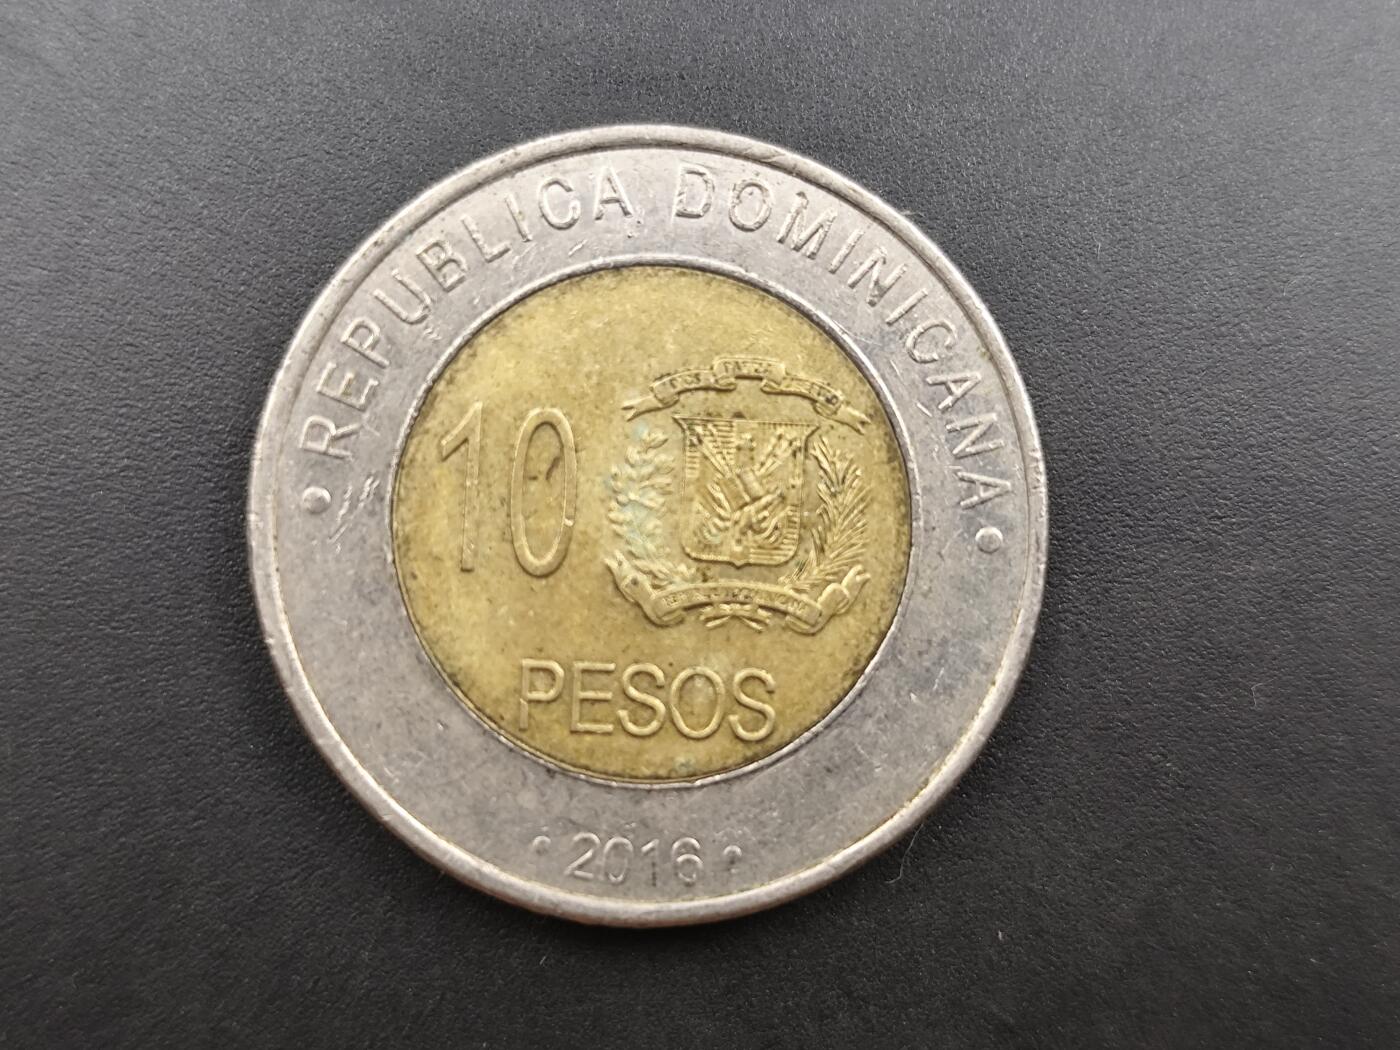 • REPUBLICA DOMINICANA •
10
PESOS
• 2016 •